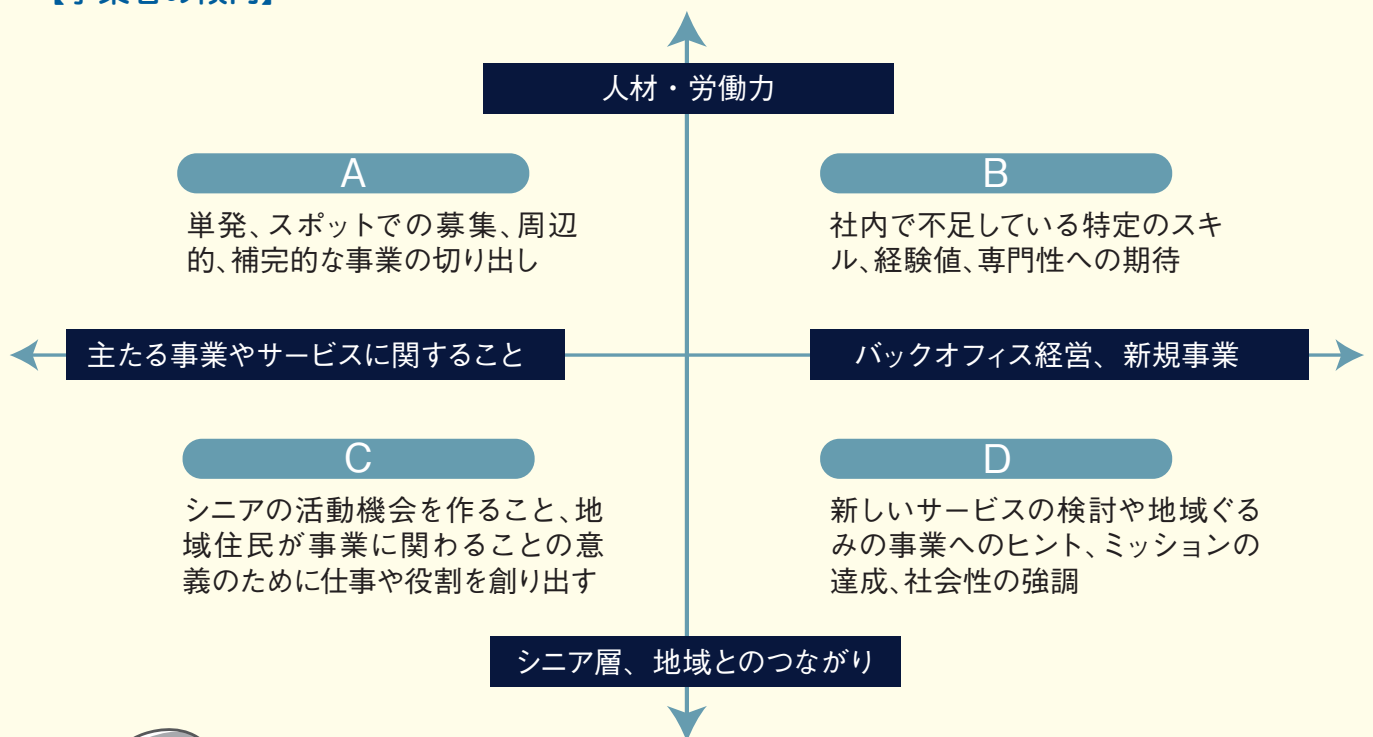 人材・労働力
A
単発、スポットでの募集、周辺
的、補完的な事業の切り出し
B
社内で不足している特定のスキ
ル、経験値、専門性への期待
主たる事業やサービスに関すること
バックオフィス経営、新規事業
C
シニアの活動機会を作ること、地
域住民が事業に関わることの意
義のために仕事や役割を創り出す
D
新しいサービスの検討や地域ぐる
みの事業へのヒント、ミッションの
達成、社会性の強調
シニア層、地域とのつながり